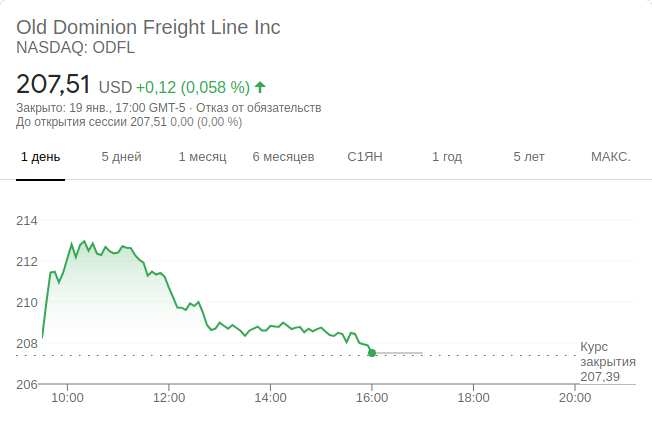 Old Dominion Freight Line Inc
NASDAQ: ODFL
207,51 USD +0,12 (0,058 %)
Закрыто: 19 янв., 17:00 GMT-5 · Отказ от обязательств
До открытия сессии 207,51 0,00 (0,00 %)
1 день 5 дней 1 месяц 6 месяцев С1ЯН 1 год 5 лет МАКС.
214
212
210
208
Курс
закрытия
207,39
206
10:00 12:00 14:00 16:00 18:00 20:00